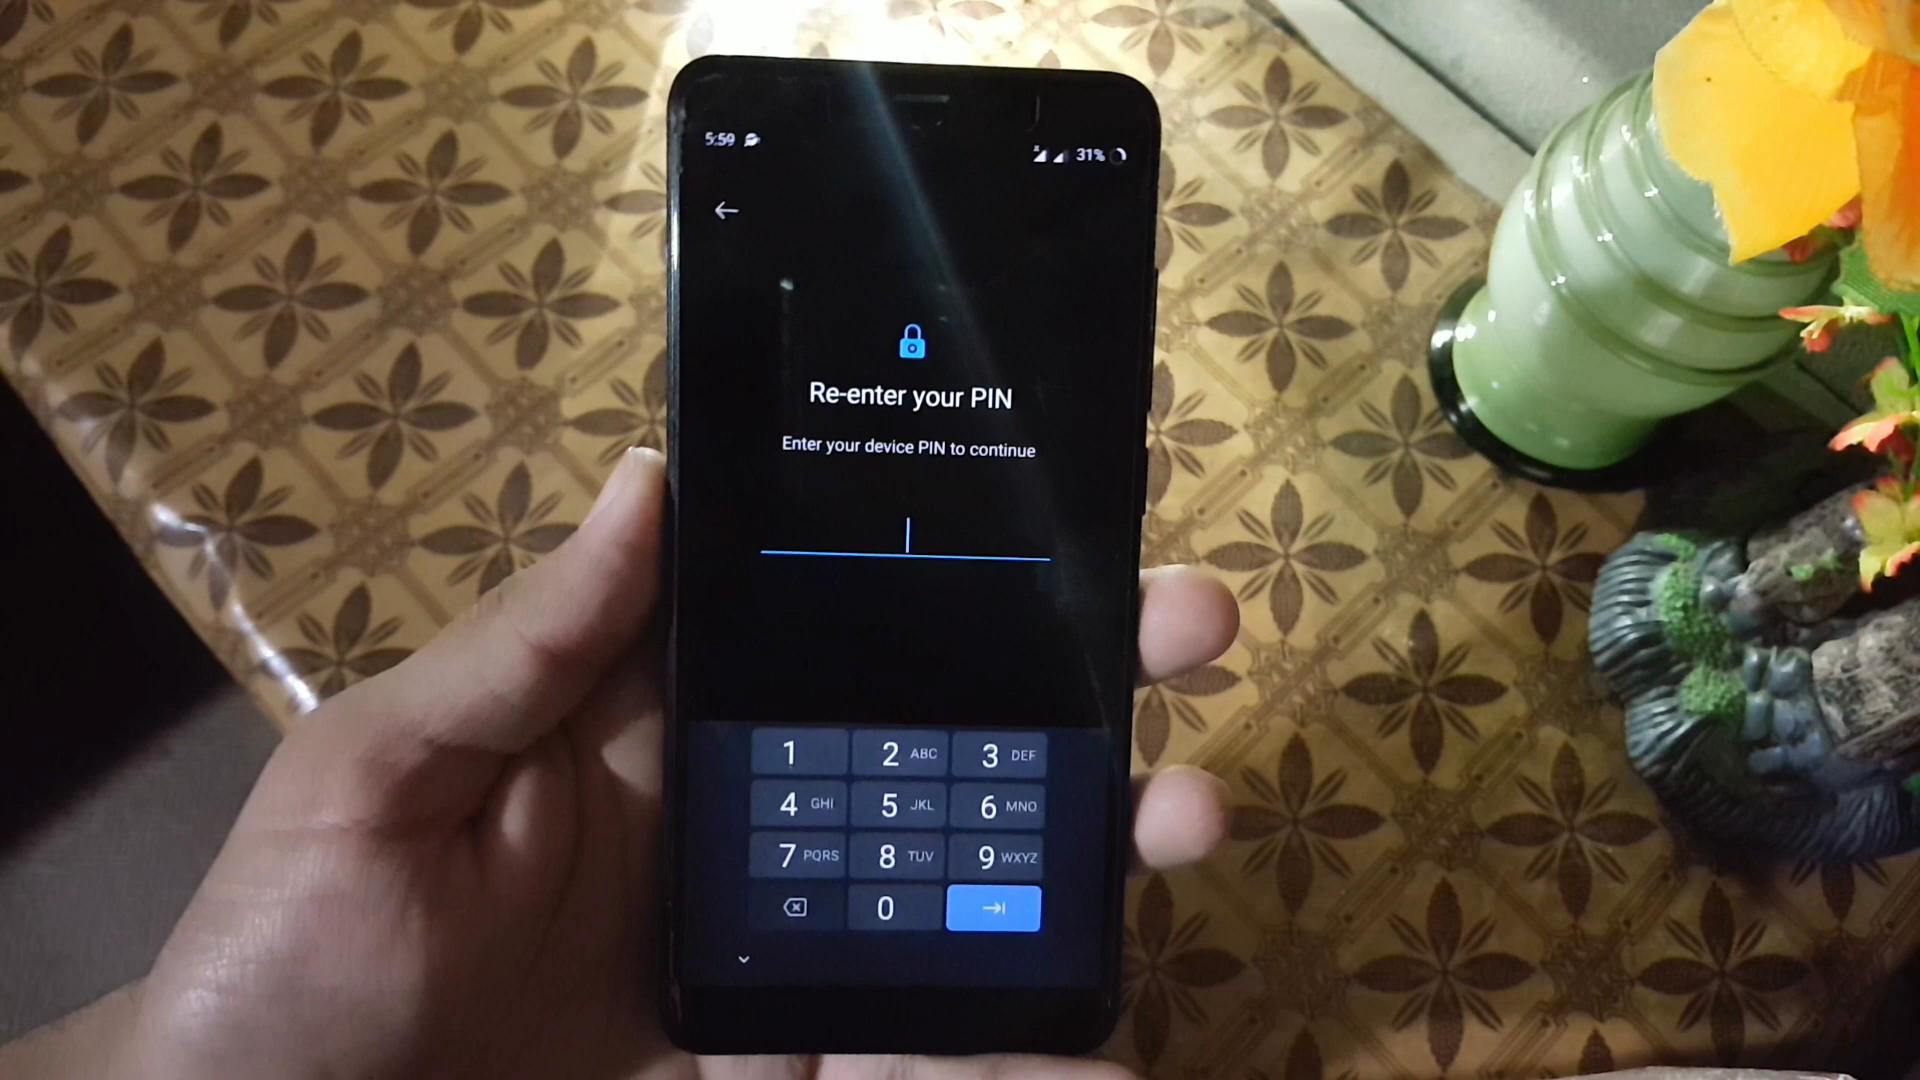 5:59
31%
Re-enter your PIN
Enter your device PIN to continue
1
2 ABC
3 DEF
4 GHI
5 JKL
6 MNO
7 PQRS
8 TUV
9 WXYZ
0